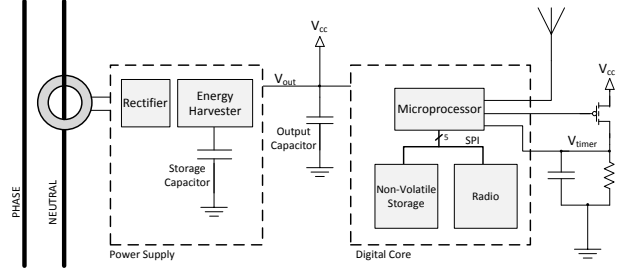 PHASE
NEUTRAL
Rectifier
Energy
Harvester
Storage
Capacitor
Power Supply
Vout
Vcc
Output
Capacitor
Microprocessor
5
SPI
Non-Volatile
Storage
Radio
Digital Core
Vcc
Vtimer